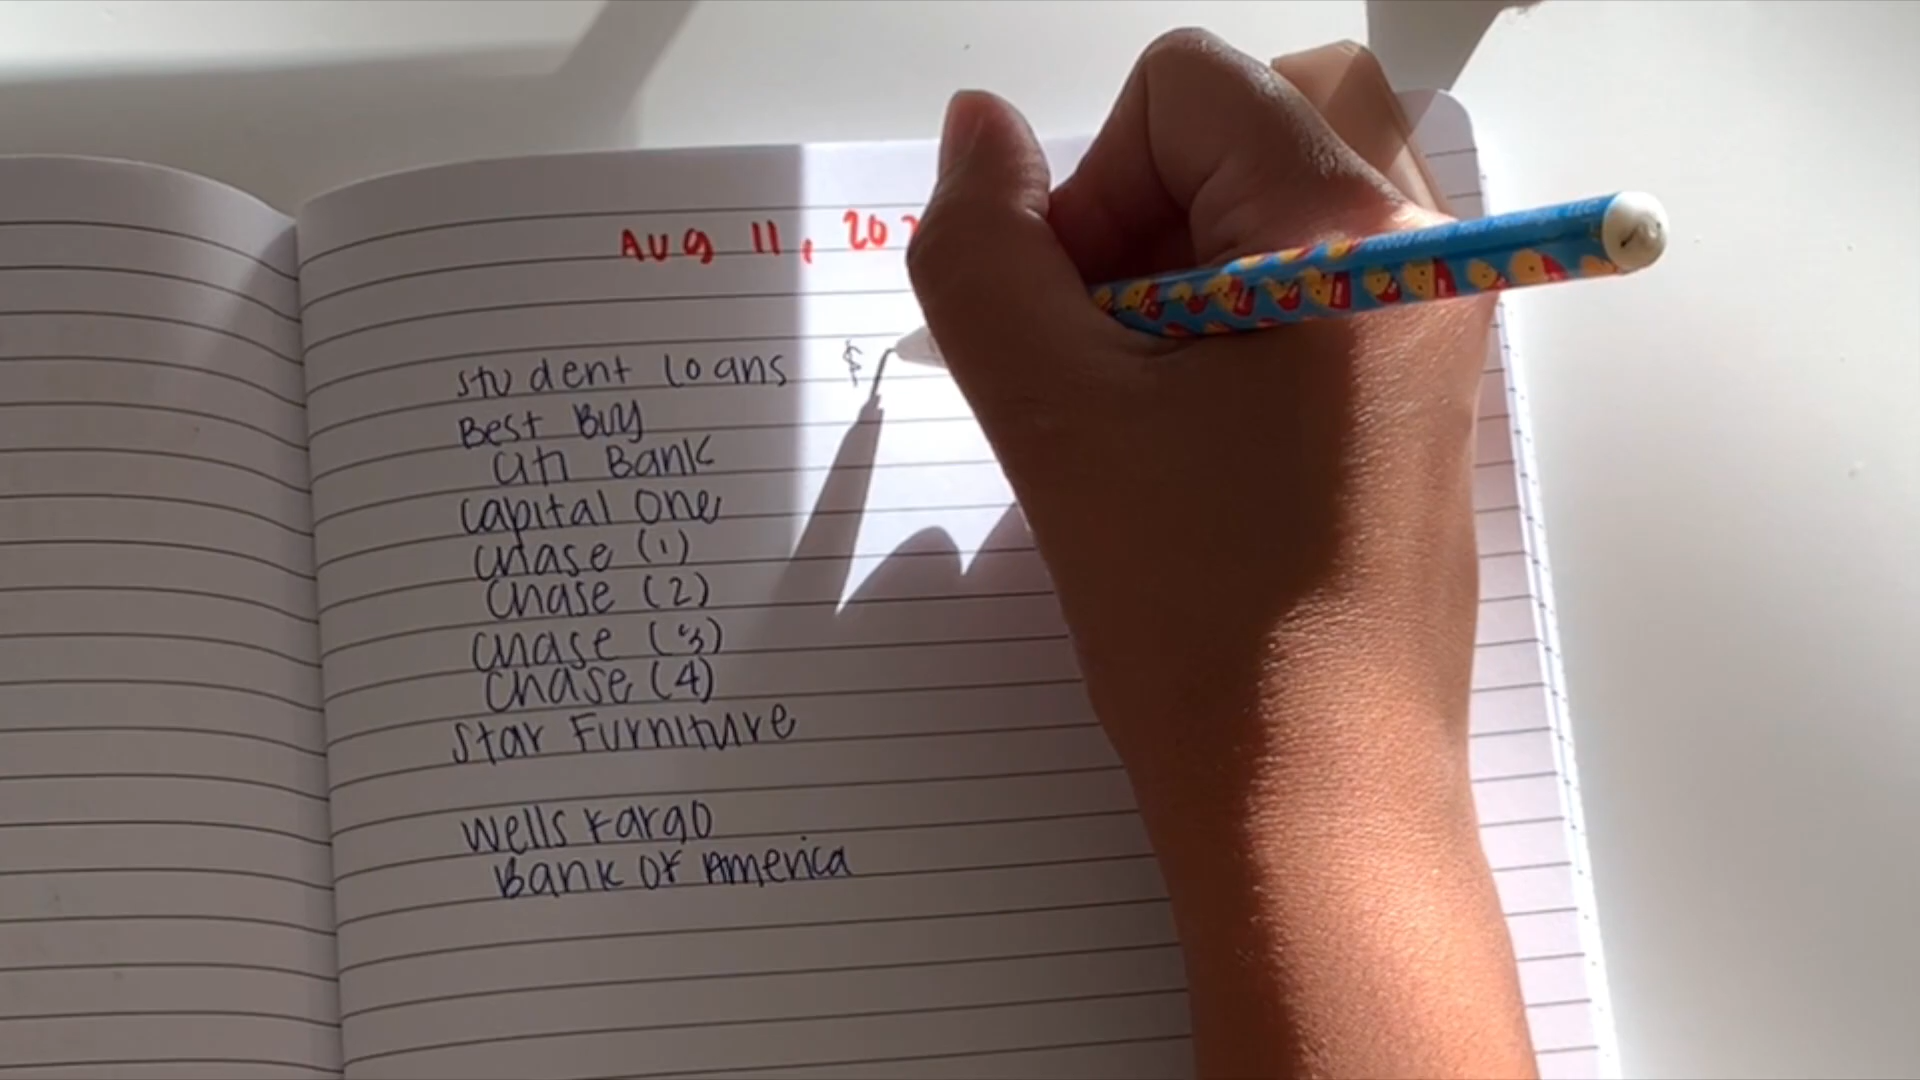 Aug 11, 202
student loans $
Best Buy
Citi Bank
Capital One
Chase (1)
Chase (2)
Chase (3)
Chase (4)
Star Furniture
Wells Fargo
Bank of America